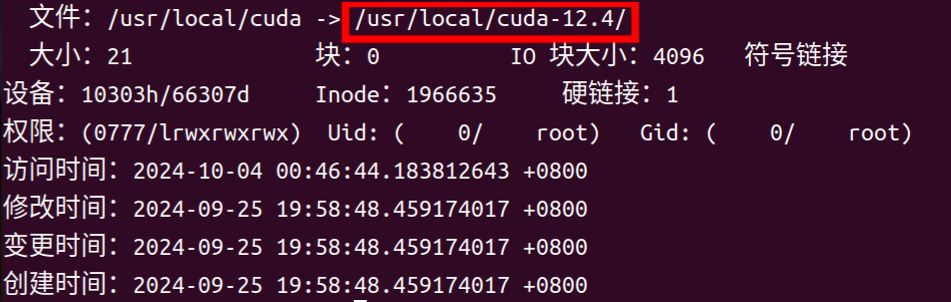 文件：/usr/local/cuda -> /usr/local/cuda-12.4/
大小：21 块：0 IO 块大小：4096 符号链接
设备：10303h/66307d Inode：1966635 硬链接：1
权限：(0777/lrwxrwxrwx) Uid：( 0/ root) Gid：( 0/ root)
访问时间：2024-10-04 00:46:44.183812643 +0800
修改时间：2024-09-25 19:58:48.459174017 +0800
变更时间：2024-09-25 19:58:48.459174017 +0800
创建时间：2024-09-25 19:58:48.459174017 +0800